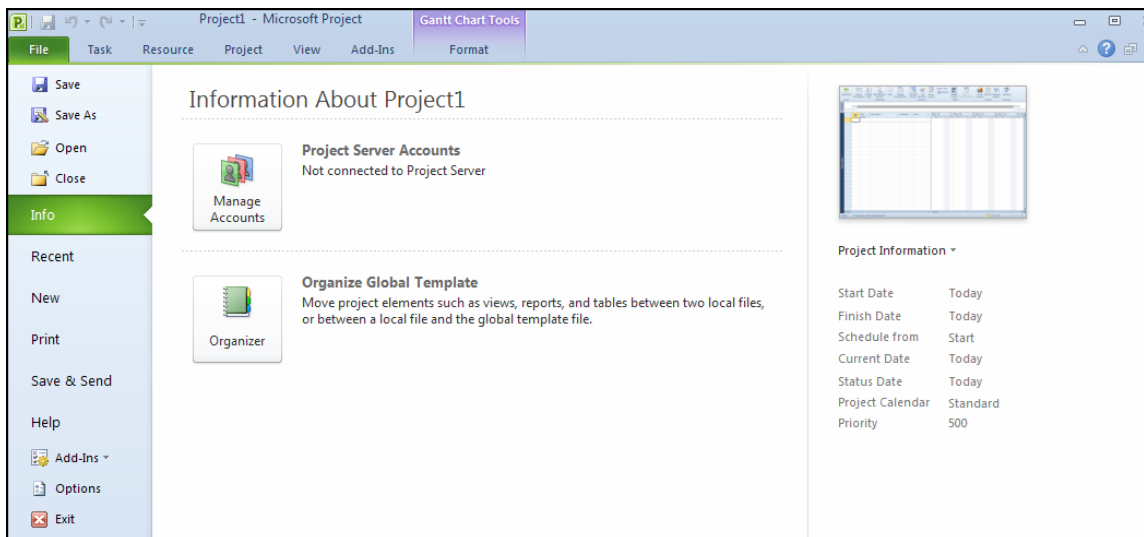 Project1 - Microsoft Project
Gantt Chart Tools
File Task Resource Project View Add-Ins Format
Save
Save As
Open
Close
Info
Recent
New
Print
Save & Send
Help
Add-Ins
Options
Exit
Information About Project1
Manage
Accounts
Project Server Accounts
Not connected to Project Server
Organizer
Organize Global Template
Move project elements such as views, reports, and tables between two local files,
or between a local file and the global template file.
Project Information
Start Date Today
Finish Date Today
Schedule from Start
Current Date Today
Status Date Today
Project Calendar Standard
Priority 500